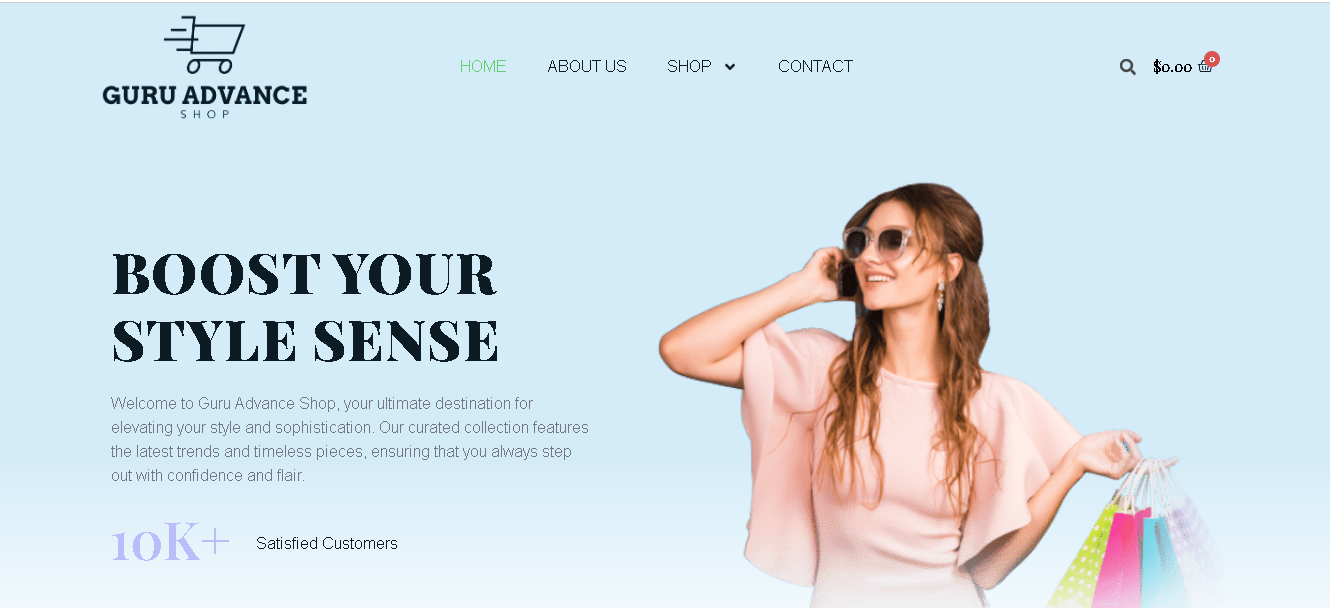 GURU ADVANCE
SHOP
HOME ABOUT US SHOP CONTACT
$0.00 0
BOOST YOUR
STYLE SENSE
Welcome to Guru Advance Shop, your ultimate destination for
elevating your style and sophistication. Our curated collection features
the latest trends and timeless pieces, ensuring that you always step
out with confidence and flair.
10K+ Satisfied Customers